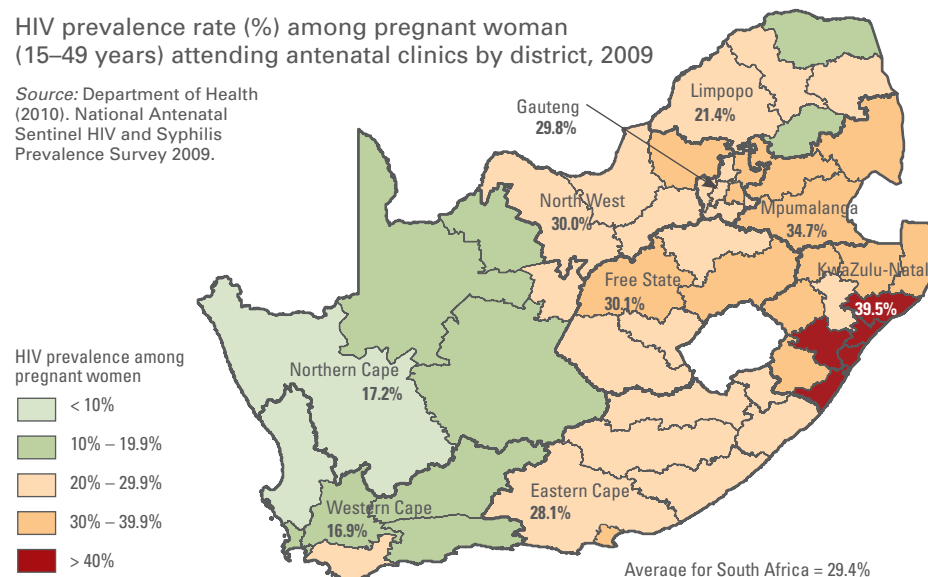 HIV prevalence rate (%) among pregnant woman
(15–49 years) attending antenatal clinics by district, 2009
Source: Department of Health
(2010). National Antenatal
Sentinel HIV and Syphilis
Prevalence Survey 2009.
Limpopo
21.4%
Gauteng
29.8%
North West
30.0%
Mpumalanga
34.7%
KwaZulu-Natal
39.5%
Free State
30.1%
Northern Cape
17.2%
Eastern Cape
28.1%
Western Cape
16.9%
HIV prevalence among
pregnant women
< 10%
10% – 19.9%
20% – 29.9%
30% – 39.9%
> 40%
Average for South Africa = 29.4%